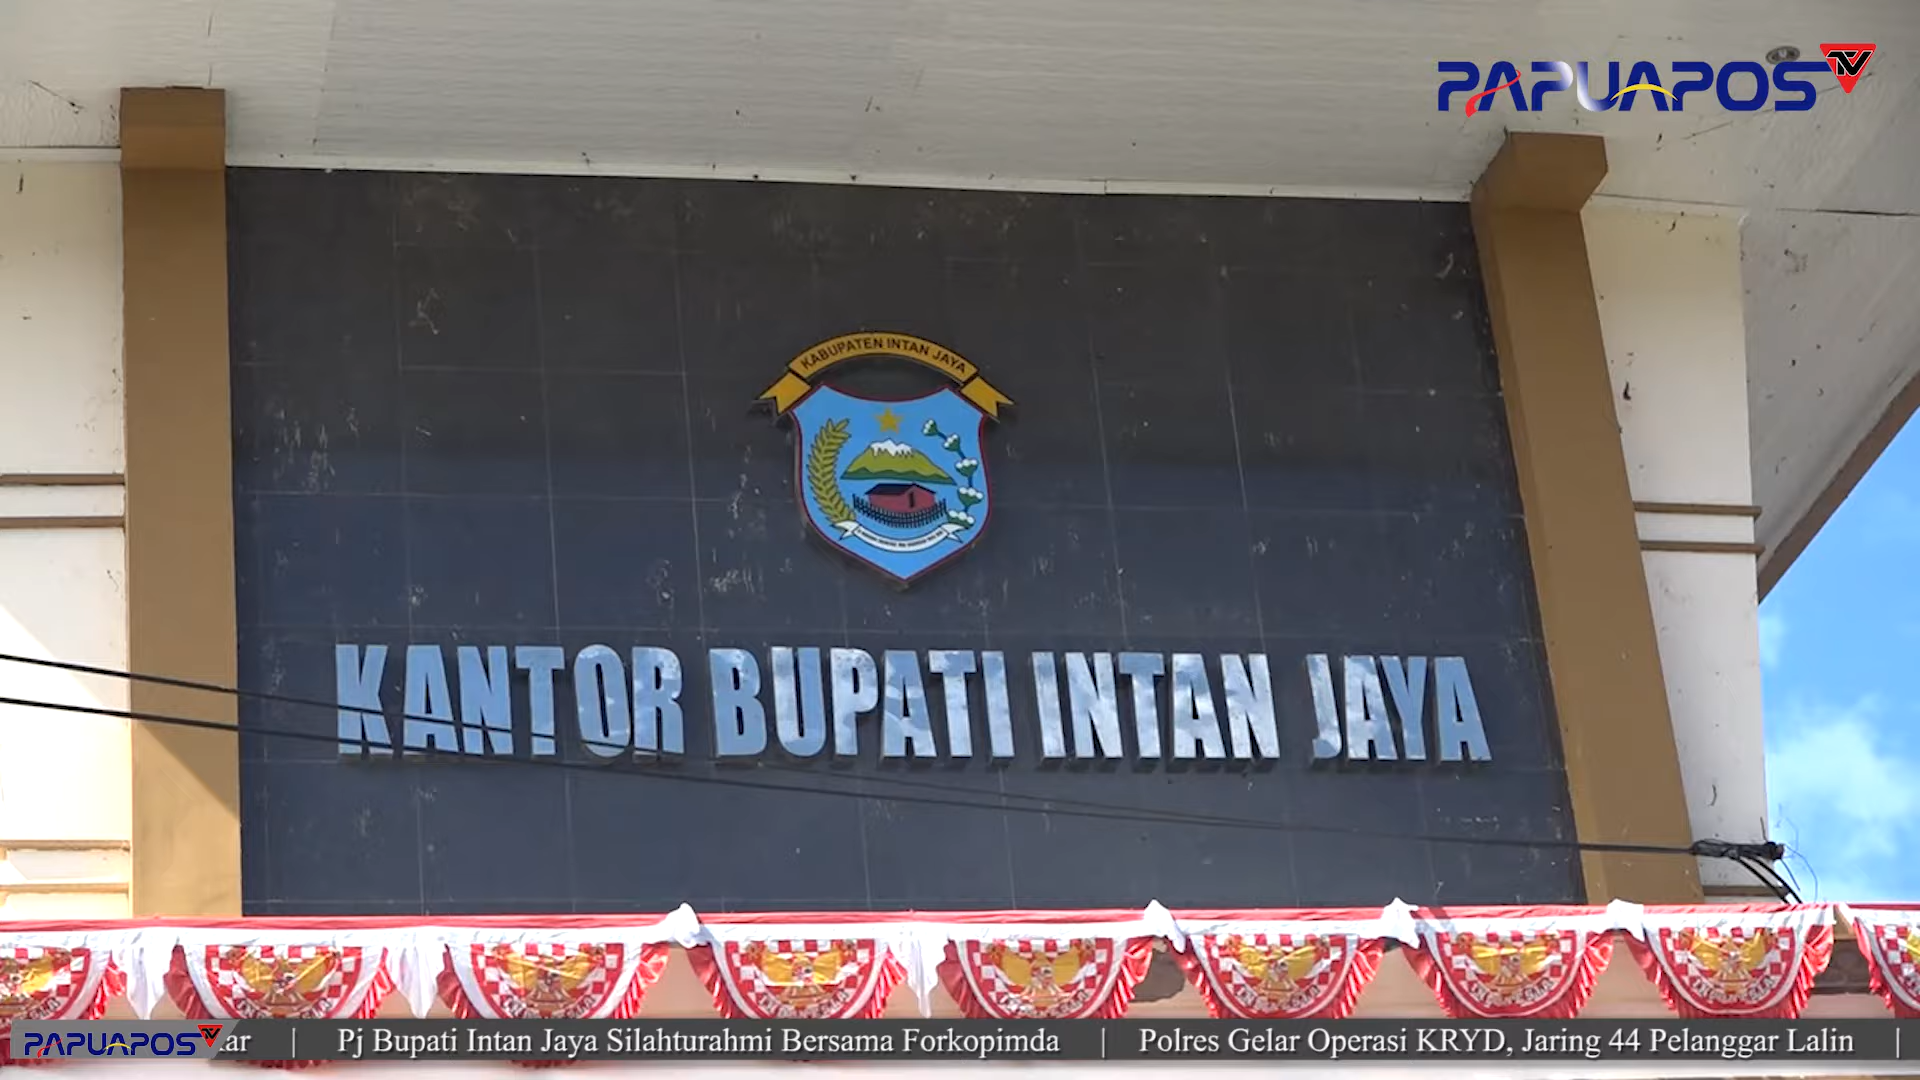 PAPUAPOS TV
KABUPATEN INTAN JAYA
KANTOR BUPATI INTAN JAYA
PAPUAPOS TV
ar | Pj Bupati Intan Jaya Silahturahmi Bersama Forkopimda | Polres Gelar Operasi KRYD, Jaring 44 Pelanggar Lalin |